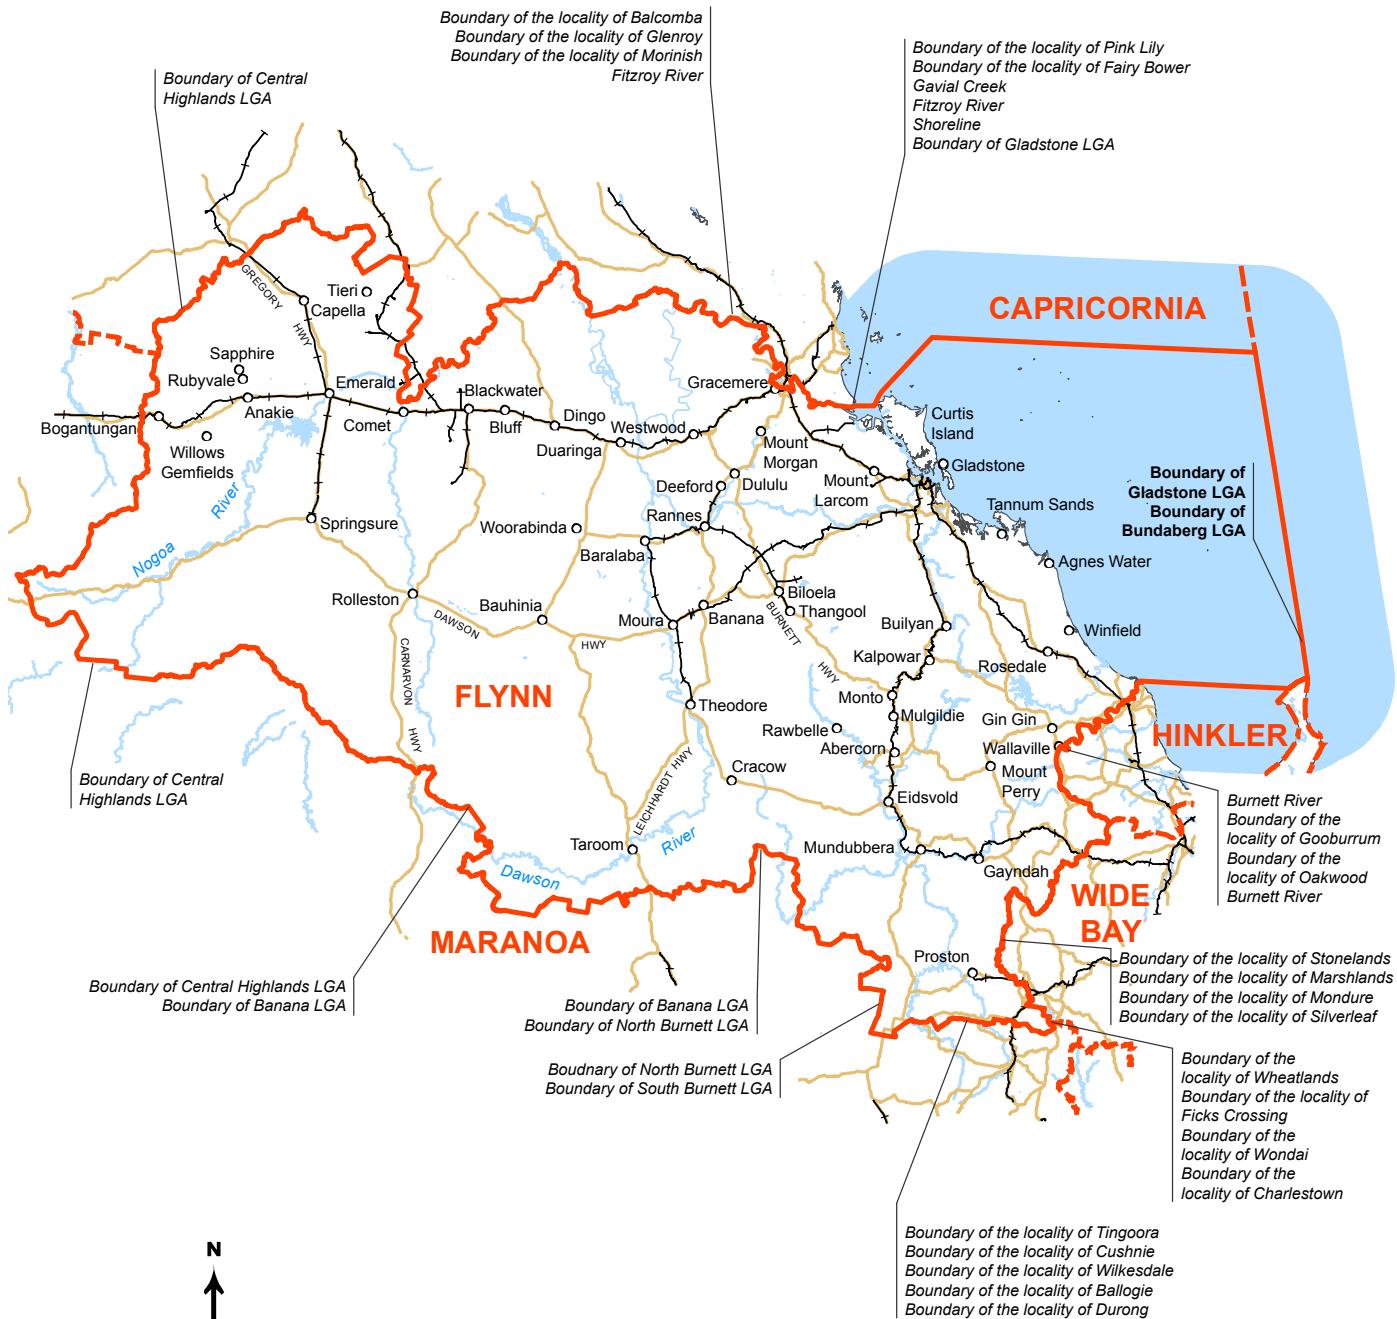 Boundary of the locality of Balcomba
Boundary of the locality of Glenroy
Boundary of the locality of Morinish
Fitzroy River
Boundary of the locality of Pink Lily
Boundary of the locality of Fairy Bower
Gavial Creek
Fitzroy River
Shoreline
Boundary of Gladstone LGA
Boundary of Central
Highlands LGA
CAPRICORNIA
GREGORY
HWY
Tieri
Capella
Sapphire
Rubyvale
Emerald
Anakie
Comet
Blackwater
Bluff
Dingo
Duaringa
Westwood
Gracemere
Bogantungan
Willows
Gemfields
Mount
Morgan
Curtis
Island
Gladstone
Deeford
Dululu
Mount
Larcom
Boundary of
Gladstone LGA
Boundary of
Bundaberg LGA
River
Nogoa
Springsure
Woorabinda
Rannes
Baralaba
Tannum Sands
Agnes Water
Rolleston
Bauhinia
DAWSON
HWY
Moura
Banana
Biloela
Thangool
BURNETT
HWY
Builyan
Winfield
Kalpowar
Rosedale
CARNARVON
HWY
FLYNN
Theodore
Monto
Mulgildie
Rawbelle
Abercorn
Gin Gin
Wallaville
Mount
Perry
HINKLER
Cracow
Eidsvold
LEICHHARDT HWY
Boundary of Central
Highlands LGA
Taroom
River
Dawson
Mundubbera
Gayndah
Burnett River
Boundary of the
locality of Gooburrum
Boundary of the
locality of Oakwood
Burnett River
WIDE
BAY
MARANOA
Proston
Boundary of the locality of Stonelands
Boundary of the locality of Marshlands
Boundary of the locality of Mondure
Boundary of the locality of Silverleaf
Boundary of Central Highlands LGA
Boundary of Banana LGA
Boundary of Banana LGA
Boundary of North Burnett LGA
Boudnary of North Burnett LGA
Boundary of South Burnett LGA
Boundary of the
locality of Wheatlands
Boundary of the locality of
Ficks Crossing
Boundary of the
locality of Wondai
Boundary of the
locality of Charlestown
Boundary of the locality of Tingoora
Boundary of the locality of Cushnie
Boundary of the locality of Wilkesdale
Boundary of the locality of Ballogie
Boundary of the locality of Durong
N